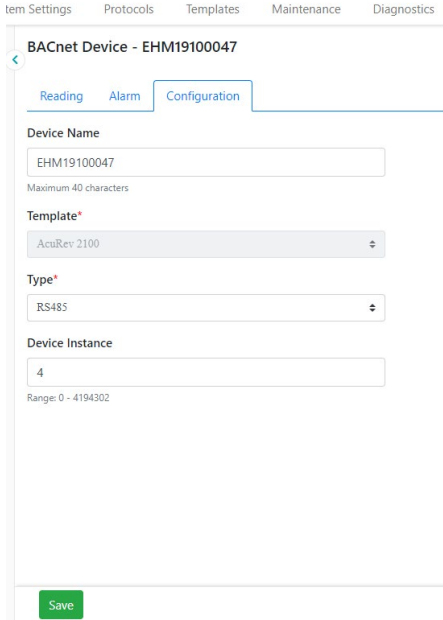 tem Settings Protocols Templates Maintenance Diagnostics
BACnet Device - EHM19100047
Reading Alarm Configuration
Device Name
EHM19100047
Maximum 40 characters
Template*
AcuRev 2100
Type*
RS485
Device Instance
4
Range: 0 - 4194302
Save